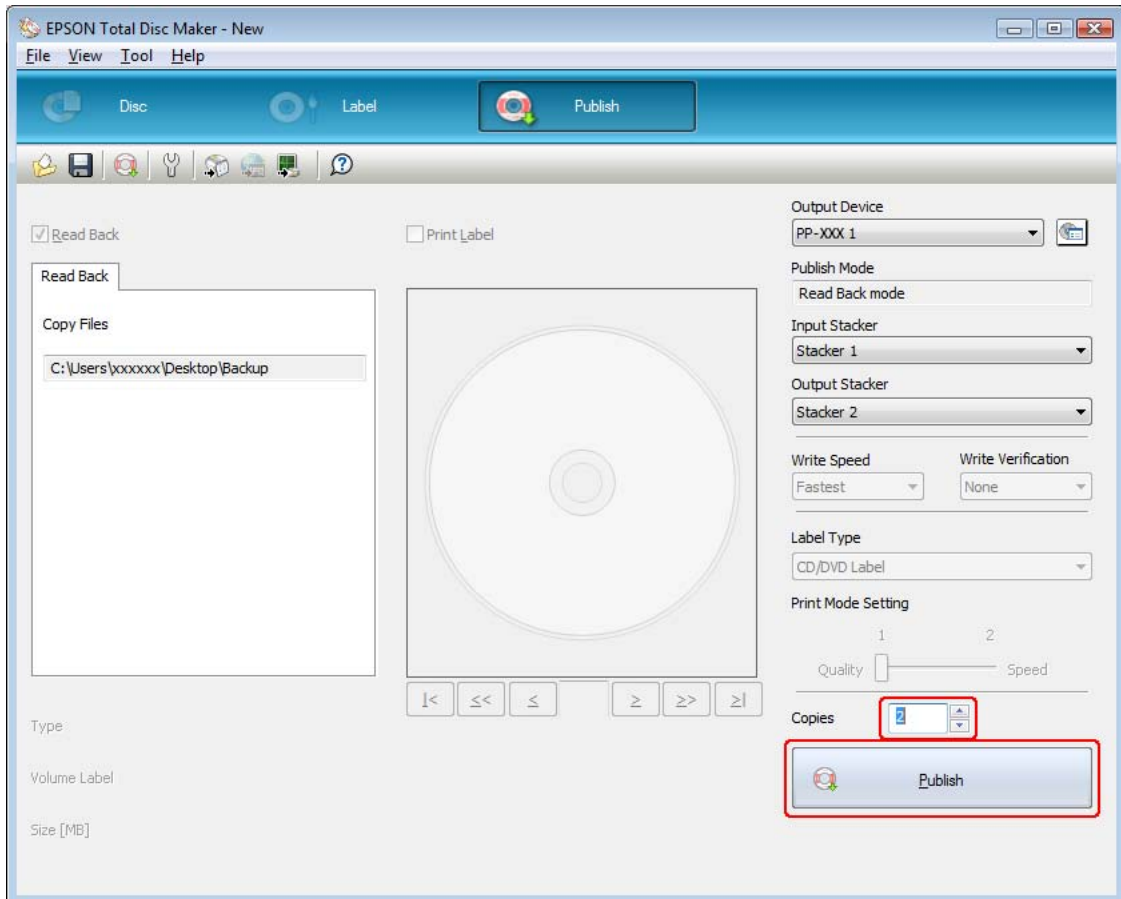 EPSON Total Disc Maker - New
File View Tool Help
Disc Label Publish
Read Back
Print Label
Read Back
Copy Files
C:\Users\xxxxxx\Desktop\Backup
|< << < > >> >|
Type
Volume Label
Size [MB]
Output Device
PP-XXX 1
Publish Mode
Read Back mode
Input Stacker
Stacker 1
Output Stacker
Stacker 2
Write Speed Write Verification
Fastest None
Label Type
CD/DVD Label
Print Mode Setting
1 2
Quality Speed
Copies 2
Publish